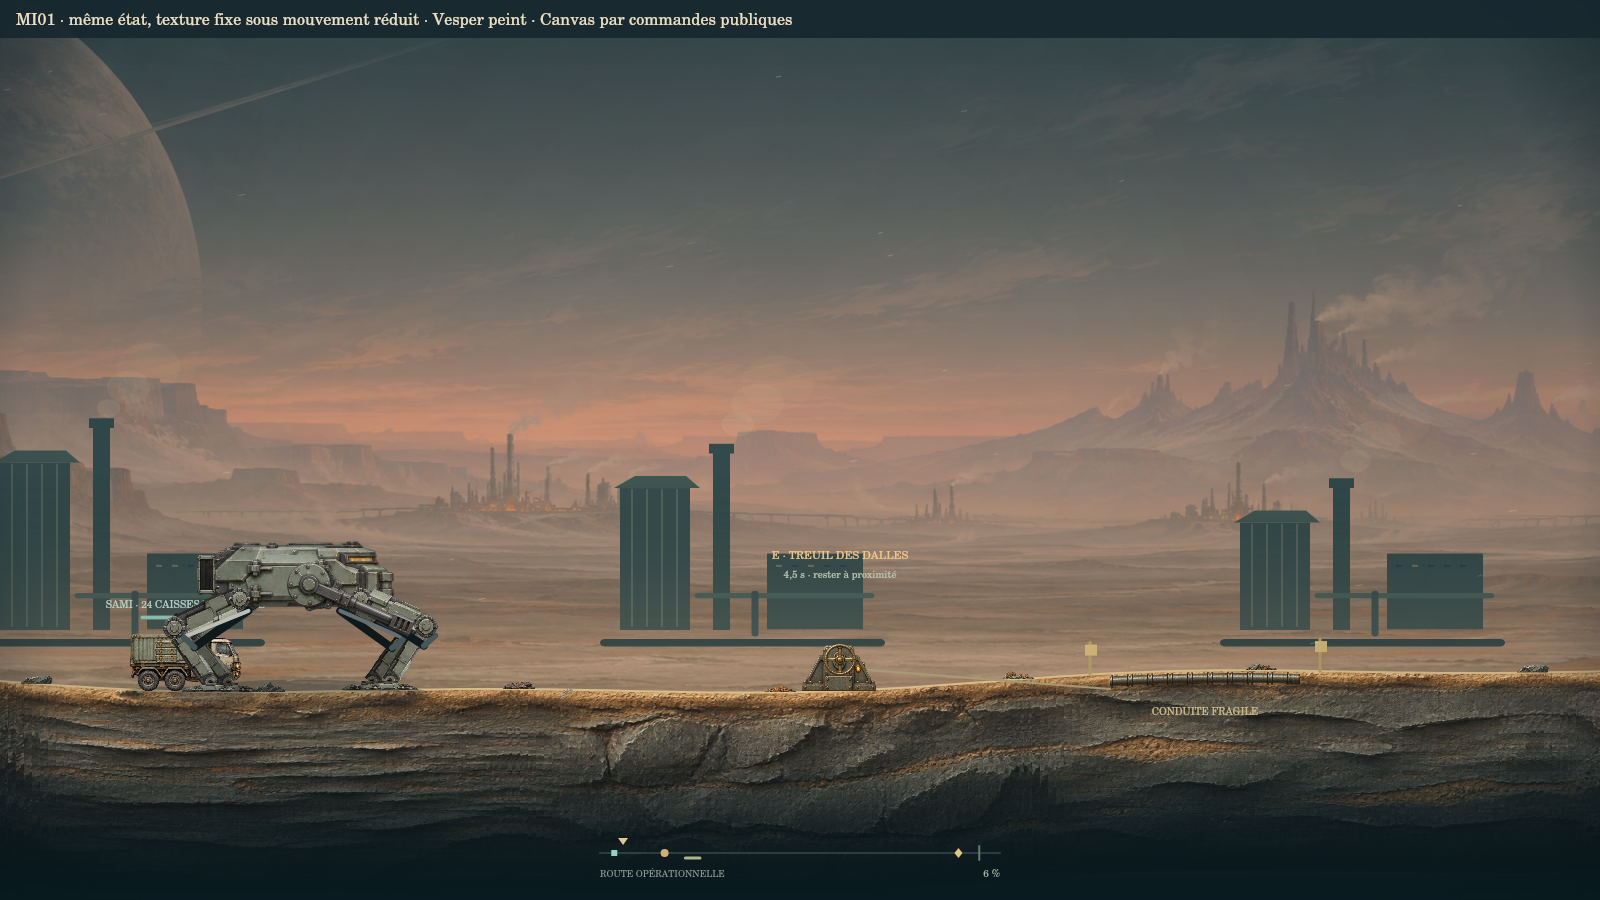 MI01 · même état, texture fixe sous mouvement réduit · Vesper peint · Canvas par commandes publiques
E · TREUIL DES DALLES
4,5 s · rester à proximité
SAMI · 24 CAISSES
CONDUITE FRAGILE
ROUTE OPÉRATIONNELLE
6 %